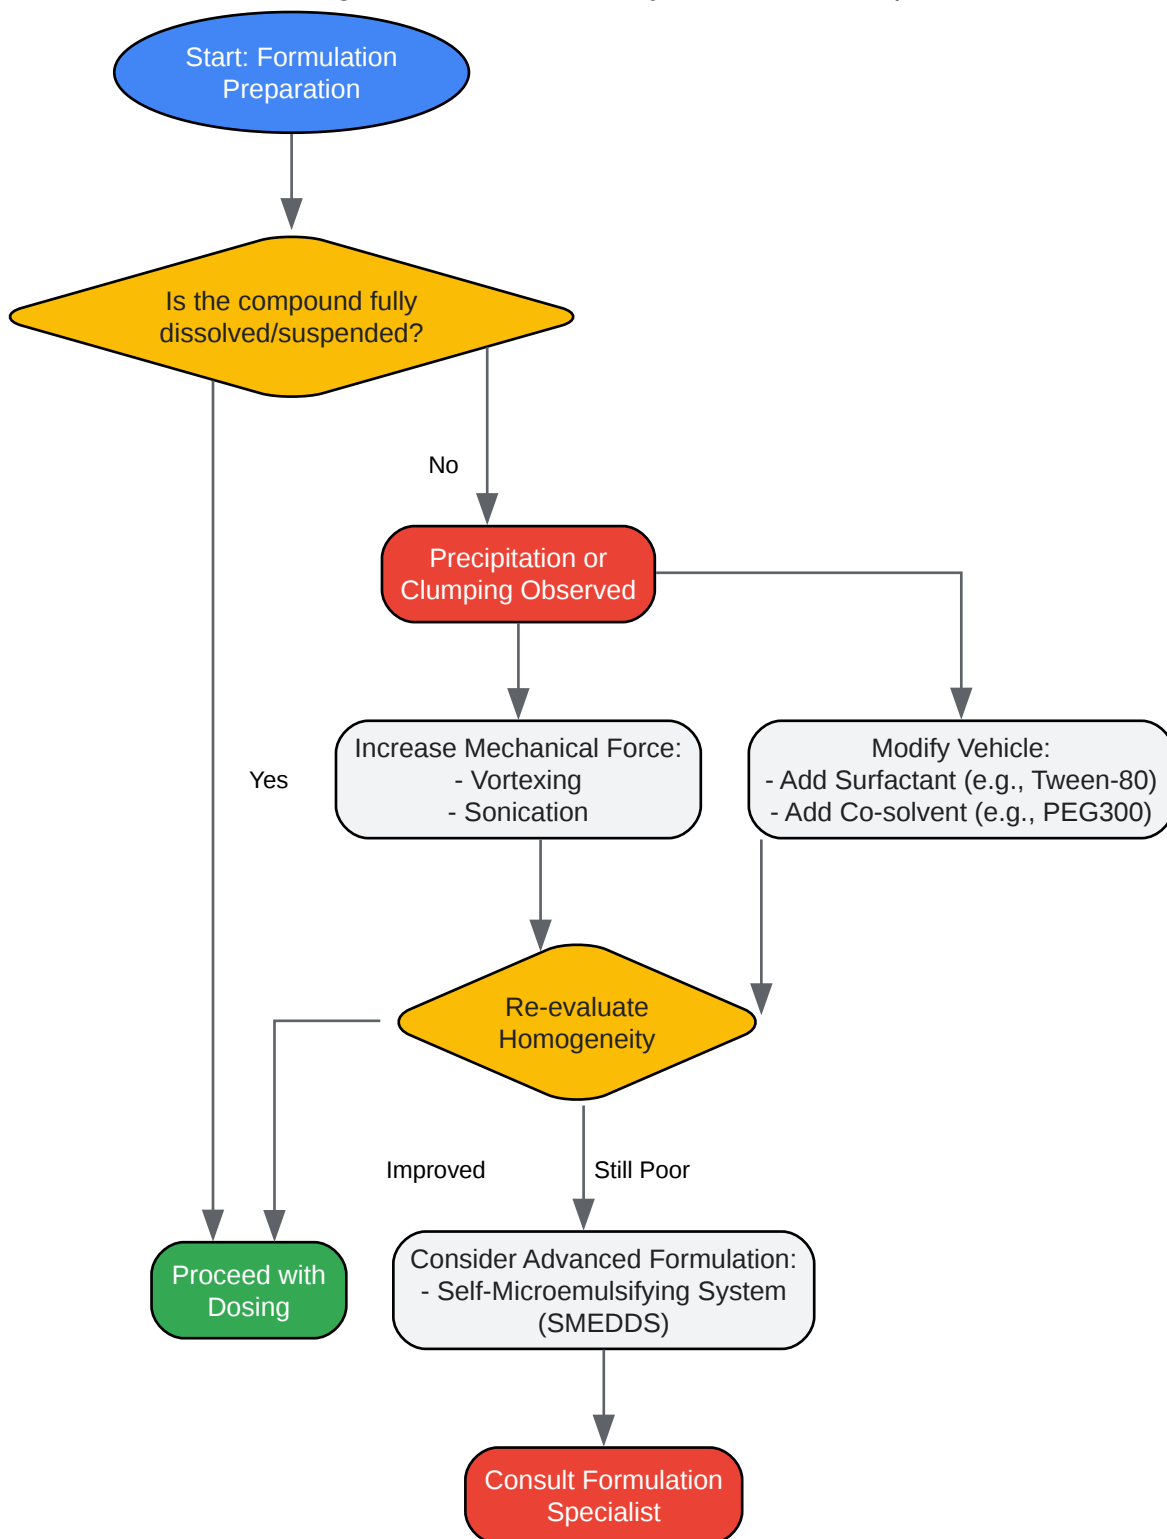 Start: Formulation
Preparation
Is the compound fully
dissolved/suspended?
No
Precipitation or
Clumping Observed
Increase Mechanical Force:
- Vortexing
- Sonication
Modify Vehicle:
- Add Surfactant (e.g., Tween-80)
- Add Co-solvent (e.g., PEG300)
Yes
Re-evaluate
Homogeneity
Improved
Still Poor
Proceed with
Dosing
Consider Advanced Formulation:
- Self-Microemulsifying System
(SMEDDS)
Consult Formulation
Specialist